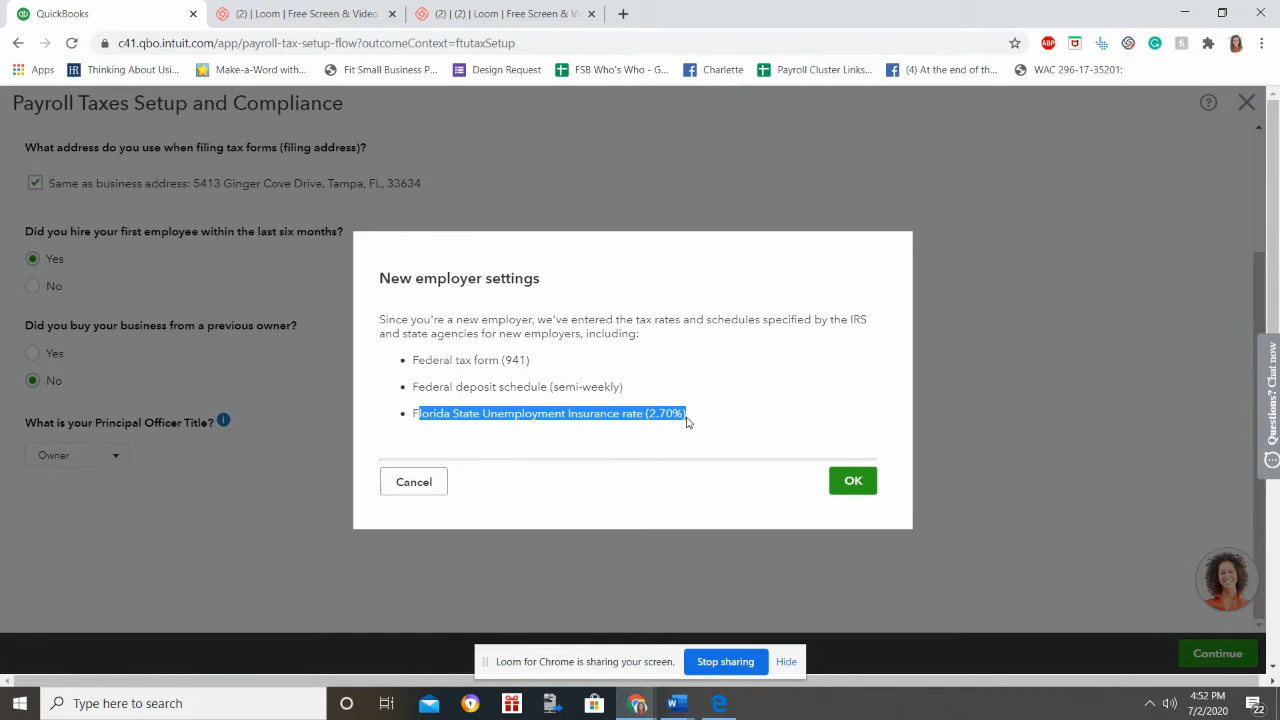 QuickBooks
(2) | Loom | Free Screen & Video
(2) | (2) | Loom | Free Screen & Vi
c41.qbo.intuit.com/app/payroll-tax-setup-flow?outcomeContext=ftutaxSetup
Apps
Thinking About Usi...
Make-a-Word with...
Fit Small Business P...
Design Request
FSB Who's Who - G...
Charlette
Payroll Cluster Links...
(4) At the end of th...
WAC 296-17-35201:
Payroll Taxes Setup and Compliance
What address do you use when filing tax forms (filing address)?
Same as business address: 5413 Ginger Cove Drive, Tampa, FL, 33634
Did you hire your first employee within the last six months?
Yes
No
Did you buy your business from a previous owner?
Yes
No
What is your Principal Officer Title?
Owner
New employer settings
Since you're a new employer, we've entered the tax rates and schedules specified by the IRS
and state agencies for new employers, including:
• Federal tax form (941)
• Federal deposit schedule (semi-weekly)
• Florida State Unemployment Insurance rate (2.70%)
Cancel
OK
Questions? Chat now
Continue
Loom for Chrome is sharing your screen.
Stop sharing
Hide
Type here to search
4:52 PM
7/2/2020
22